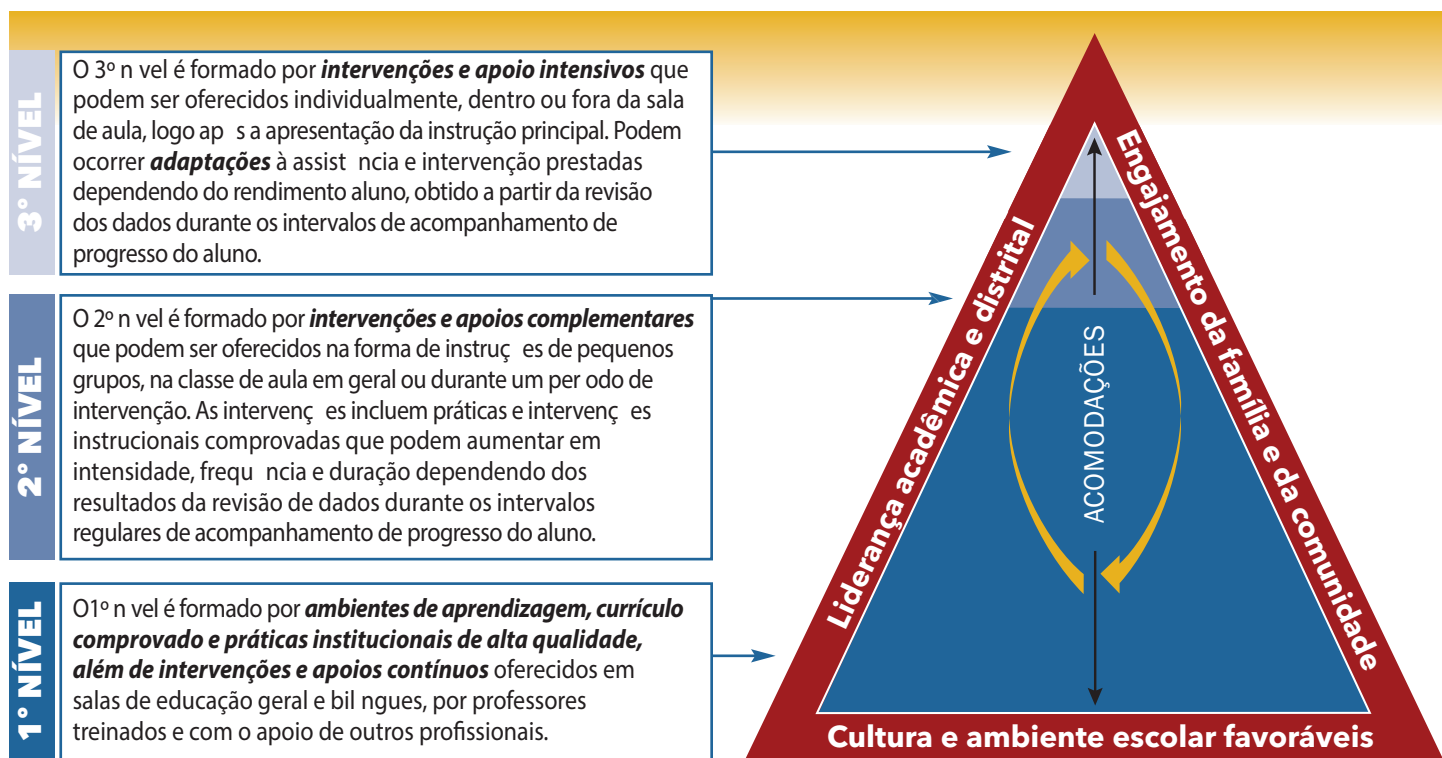 3° NÍVEL
O 3º n vel é formado por intervenções e apoio intensivos que
podem ser oferecidos individualmente, dentro ou fora da sala
de aula, logo ap s a apresentação da instrução principal. Podem
ocorrer adaptações à assist ncia e intervenção prestadas
dependendo do rendimento aluno, obtido a partir da revisão
dos dados durante os intervalos de acompanhamento de
progresso do aluno.
2° NÍVEL
O 2º n vel é formado por intervenções e apoios complementares
que podem ser oferecidos na forma de instruç es de pequenos
grupos, na classe de aula em geral ou durante um per odo de
intervenção. As intervenç es incluem práticas e intervenç es
instrucionais comprovadas que podem aumentar em
intensidade, frequ ncia e duração dependendo dos
resultados da revisão de dados durante os intervalos
regulares de acompanhamento de progresso do aluno.
1° NÍVEL
O1º n vel é formado por ambientes de aprendizagem, currículo
comprovado e práticas institucionais de alta qualidade,
além de intervenções e apoios contínuos oferecidos em
salas de educação geral e bil ngues, por professores
treinados e com o apoio de outros profissionais.
Liderança acadêmica e distrital
Engajamento da família e da comunidade
ACOMODAÇÕES
Cultura e ambiente escolar favoráveis